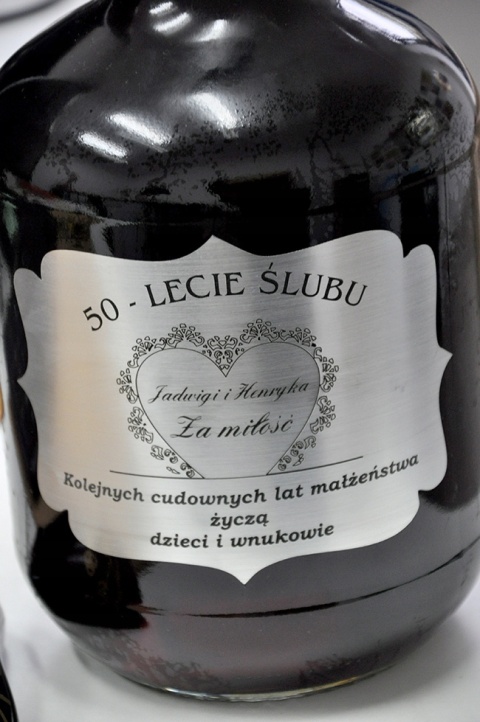 50 - LECIE ŚLUBU
Jadwigi i Henryka
Za miłość
Kolejnych cudownych lat małżeństwa
życzą
dzieci i wnukowie